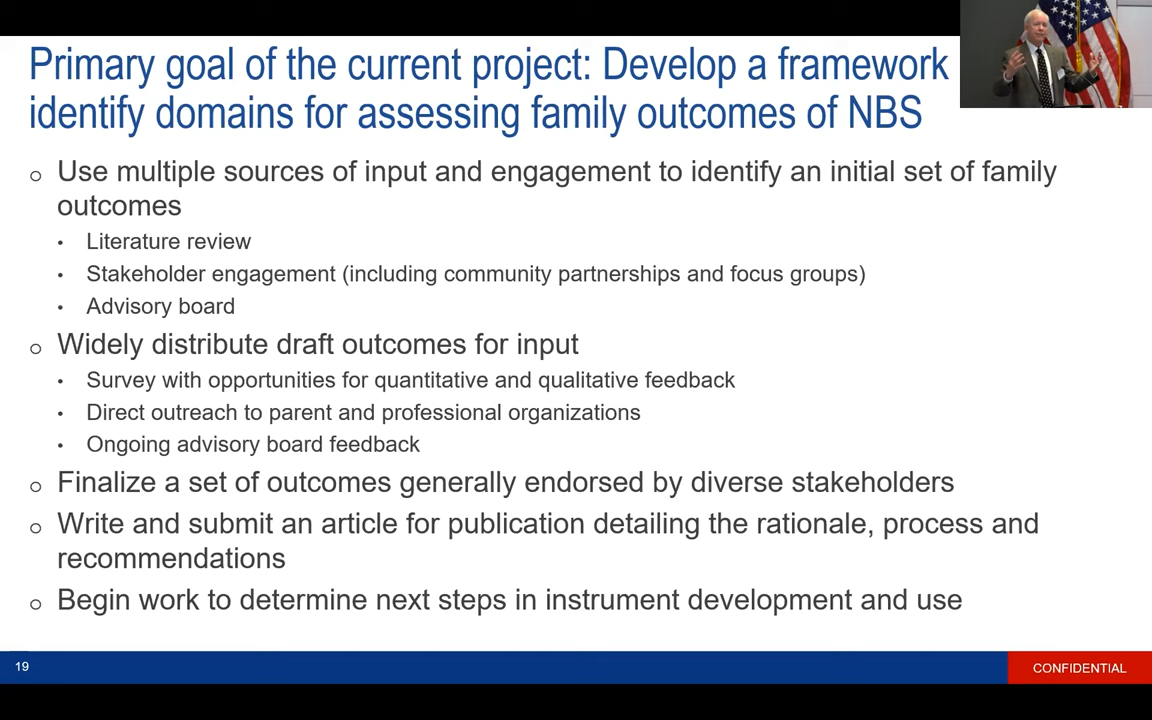 Primary goal of the current project: Develop a framework
identify domains for assessing family outcomes of NBS
o Use multiple sources of input and engagement to identify an initial set of family
outcomes
• Literature review
• Stakeholder engagement (including community partnerships and focus groups)
• Advisory board
o Widely distribute draft outcomes for input
• Survey with opportunities for quantitative and qualitative feedback
• Direct outreach to parent and professional organizations
• Ongoing advisory board feedback
o Finalize a set of outcomes generally endorsed by diverse stakeholders
o Write and submit an article for publication detailing the rationale, process and
recommendations
o Begin work to determine next steps in instrument development and use
19
CONFIDENTIAL